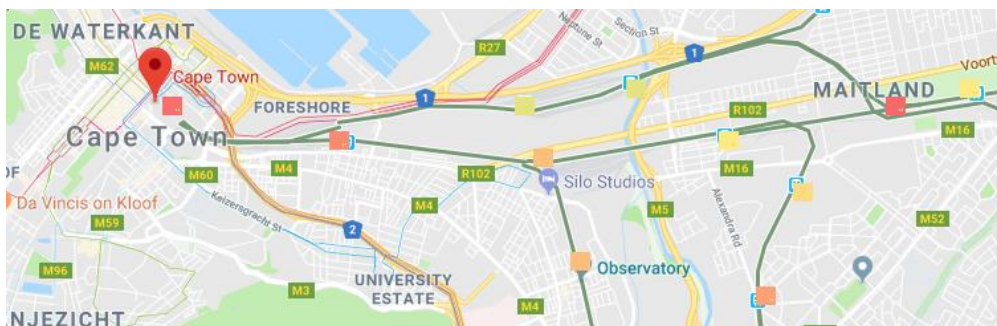 DE WATERKANT
Neptune St
Section St
R27
1
M62
Cape Town
Voort
MAITLAND
FORESHORE
1
R102
Cape Town
M16
OF
M4
M16
M60
R102
Silo Studios
Da Vincis on Kloof
Keizersgracht St
M4
Alexandra Rd
M59
M5
M52
2
M96
Observatory
UNIVERSITY
ESTATE
M3
M4
NJEZICHT